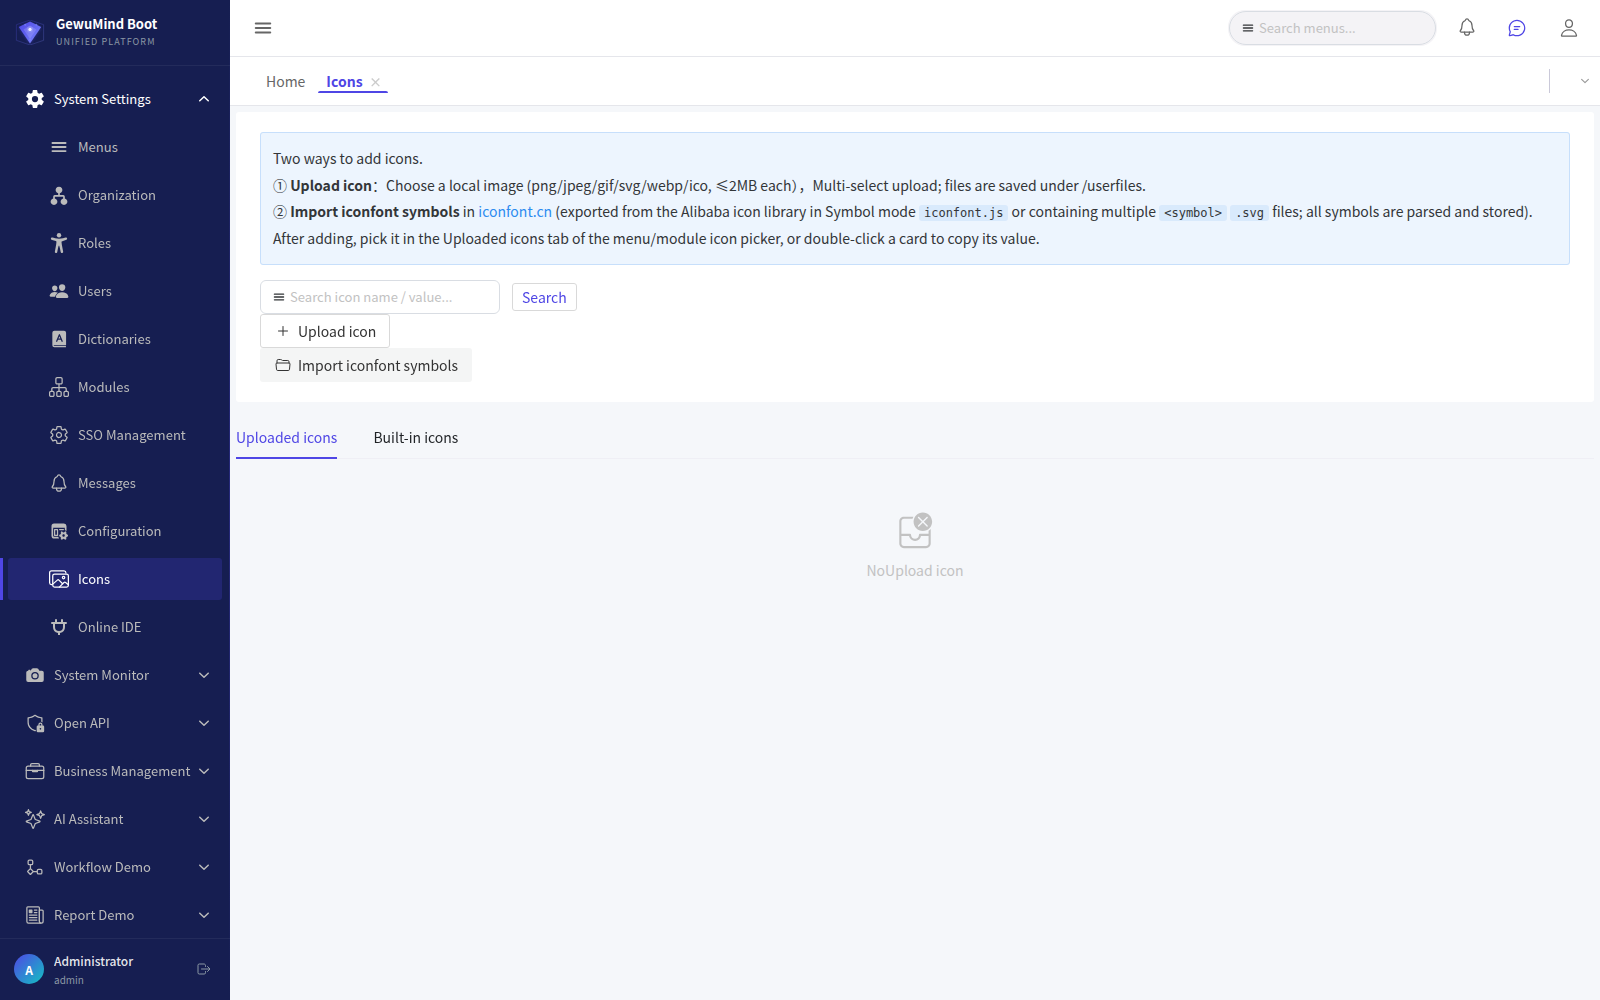 GewuMind Boot
UNIFIED PLATFORM
System Settings
Menus
Organization
Roles
Users
Dictionaries
Modules
SSO Management
Messages
Configuration
Icons
Online IDE
System Monitor
Open API
Business Management
AI Assistant
Workflow Demo
Report Demo
A
Administrator
admin
Search menus...
Home
Icons
Two ways to add icons.
① Upload icon：Choose a local image (png/jpeg/gif/svg/webp/ico, ≤2MB each)，Multi-select upload; files are saved under /userfiles.
② Import iconfont symbols in iconfont.cn (exported from the Alibaba icon library in Symbol mode iconfont.js or containing multiple <symbol> .svg files; all symbols are parsed and stored).
After adding, pick it in the Uploaded icons tab of the menu/module icon picker, or double-click a card to copy its value.
Search icon name / value...
Search
Upload icon
Import iconfont symbols
Uploaded icons
Built-in icons
NoUpload icon